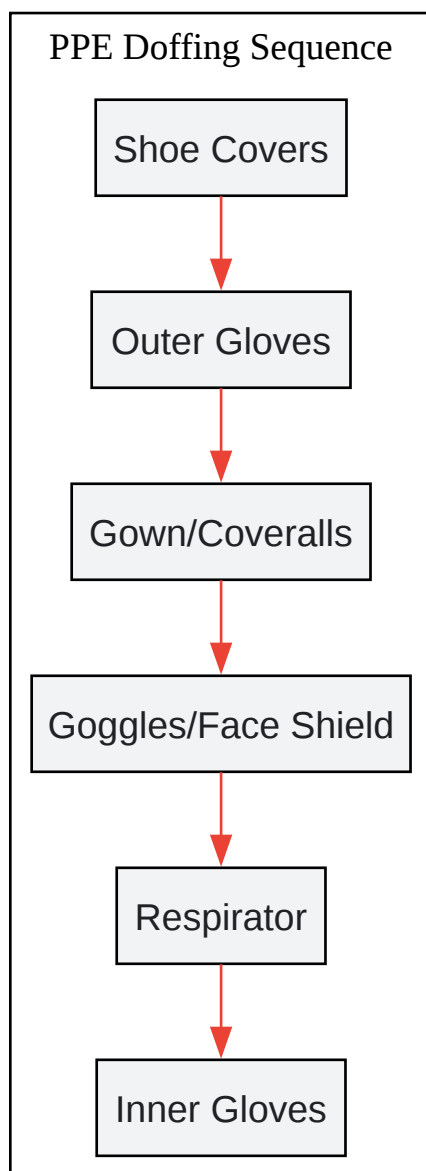 PPE Doffing Sequence
Shoe Covers
Outer Gloves
Gown/Coveralls
Goggles/Face Shield
Respirator
Inner Gloves